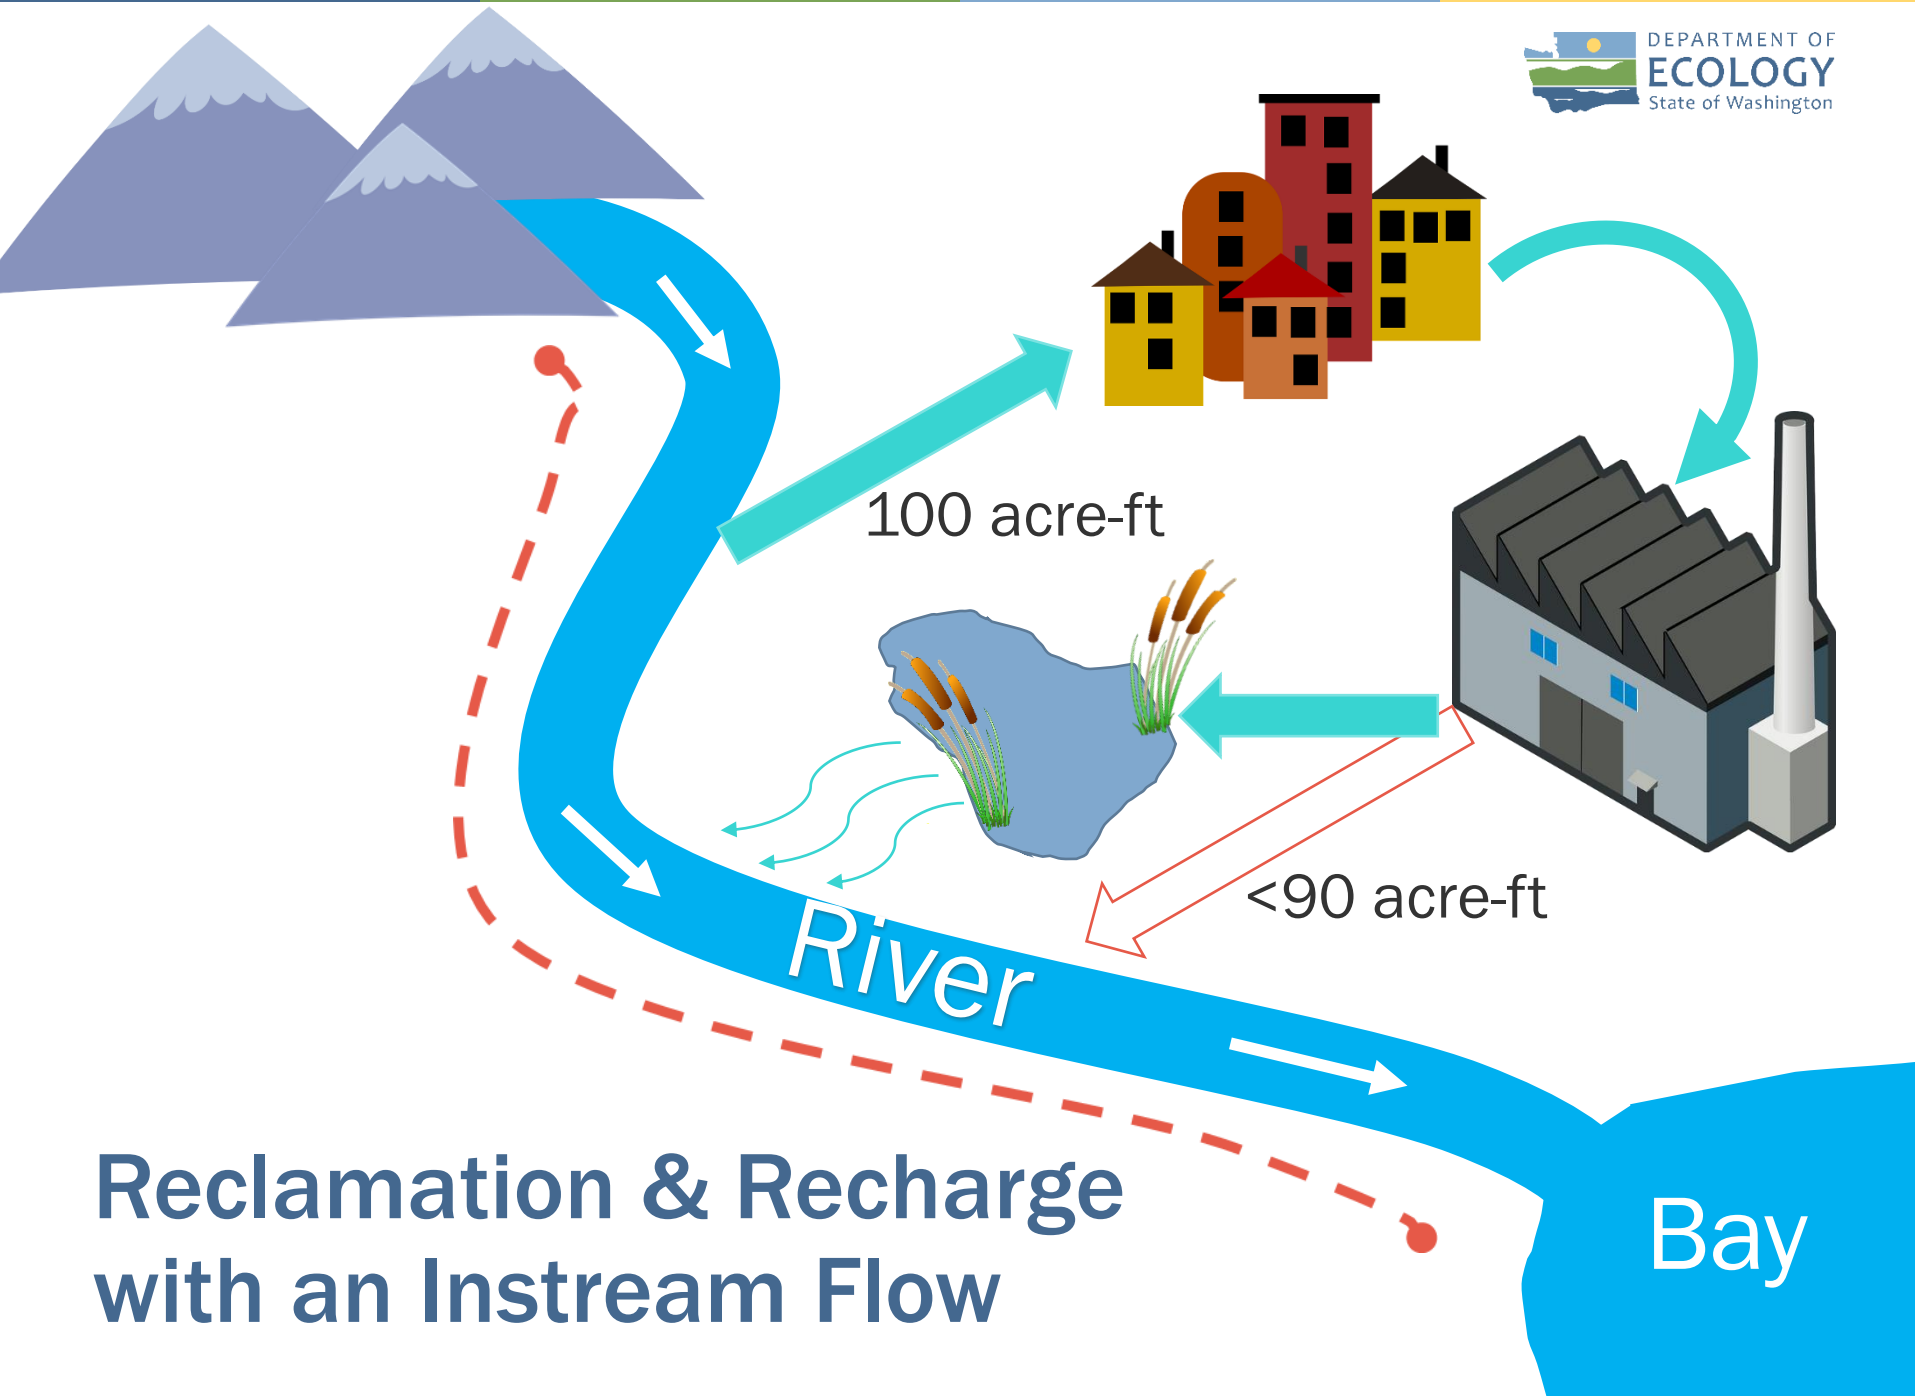 DEPARTMENT OF
ECOLOGY
State of Washington
100 acre-ft
<90 acre-ft
River
Reclamation & Recharge
with an Instream Flow
Bay